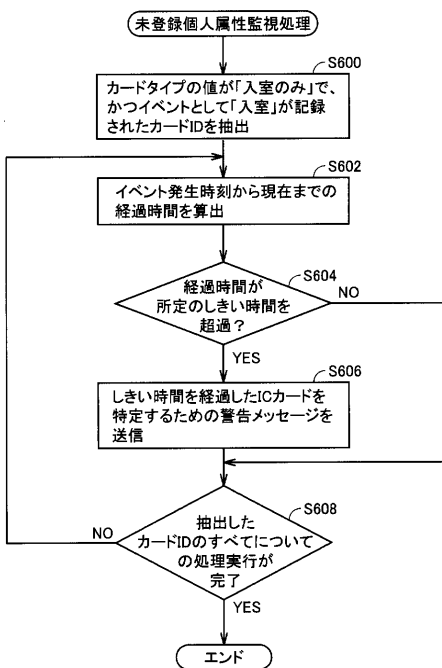 未登録個人属性監視処理
S600
カードタイプの値が「入室のみ」で、
かつイベントとして「入室」が記録
されたカードIDを抽出
S602
イベント発生時刻から現在までの
経過時間を算出
S604
経過時間が
所定のしきい時間を
超過?
NO
YES
S606
しきい時間を経過したICカードを
特定するための警告メッセージを
送信
S608
抽出した
カードIDのすべてについて
の処理実行が
完了
NO
YES
エンド